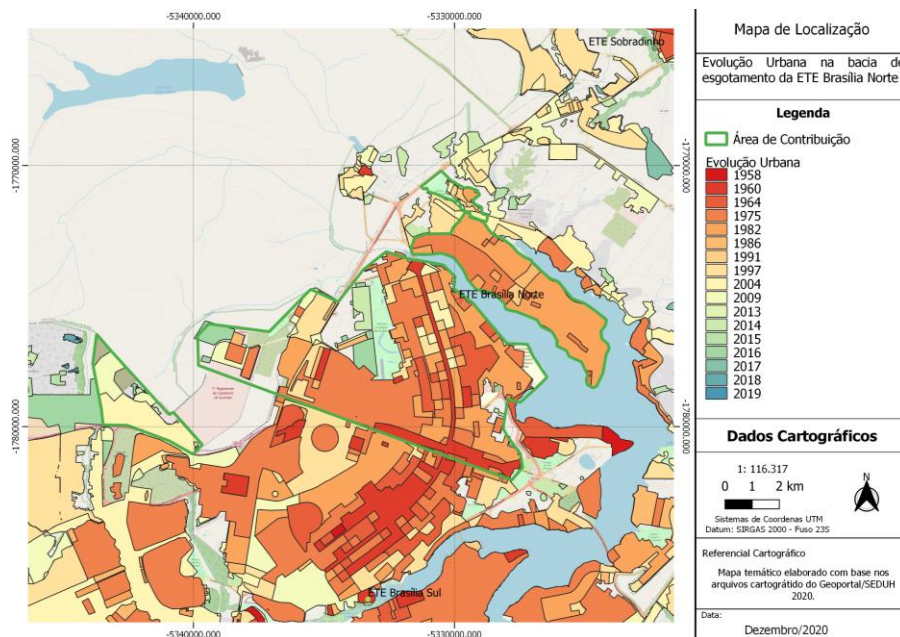 -5340000.000
-5330000.000
ETE Sobradinho
-1770000.000
-1770000.000
ETE Brasília Norte
-1780000.000
-1780000.000
ETE Brasília Sul
-5340000.000
-5330000.000
Mapa de Localização
Evolução Urbana na bacia de
esgotamento da ETE Brasília Norte
Legenda
Área de Contribuição
Evolução Urbana
1958
1960
1964
1975
1982
1986
1991
1997
2004
2009
2013
2014
2015
2016
2017
2018
2019
Dados Cartográficos
1: 116.317
0 1 2 km
N
Sistemas de Coordenas UTM
Datum: SIRGAS 2000 - Fuso 23S
Referencial Cartográfico
Mapa temático elaborado com base nos
arquivos cartográtido do Geoportal/SEDUH
2020.
Data:
Dezembro/2020